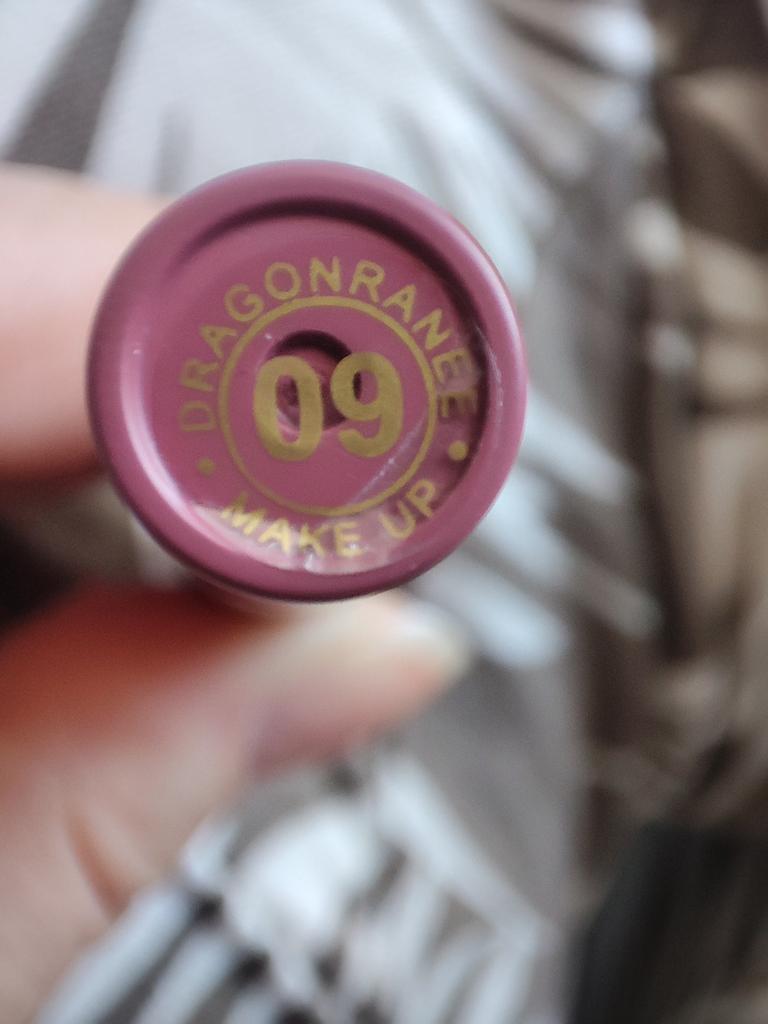 DRAGONRANEE
09
• MAKE UP •